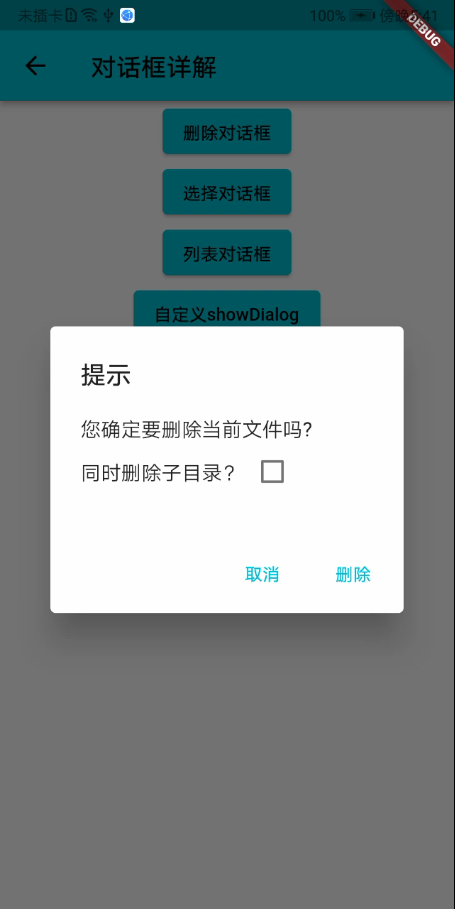 未插卡 100% 傍晚
DEBUG
对话框详解
删除对话框
选择对话框
列表对话框
自定义showDialog
提示
您确定要删除当前文件吗?
同时删除子目录?
取消 删除